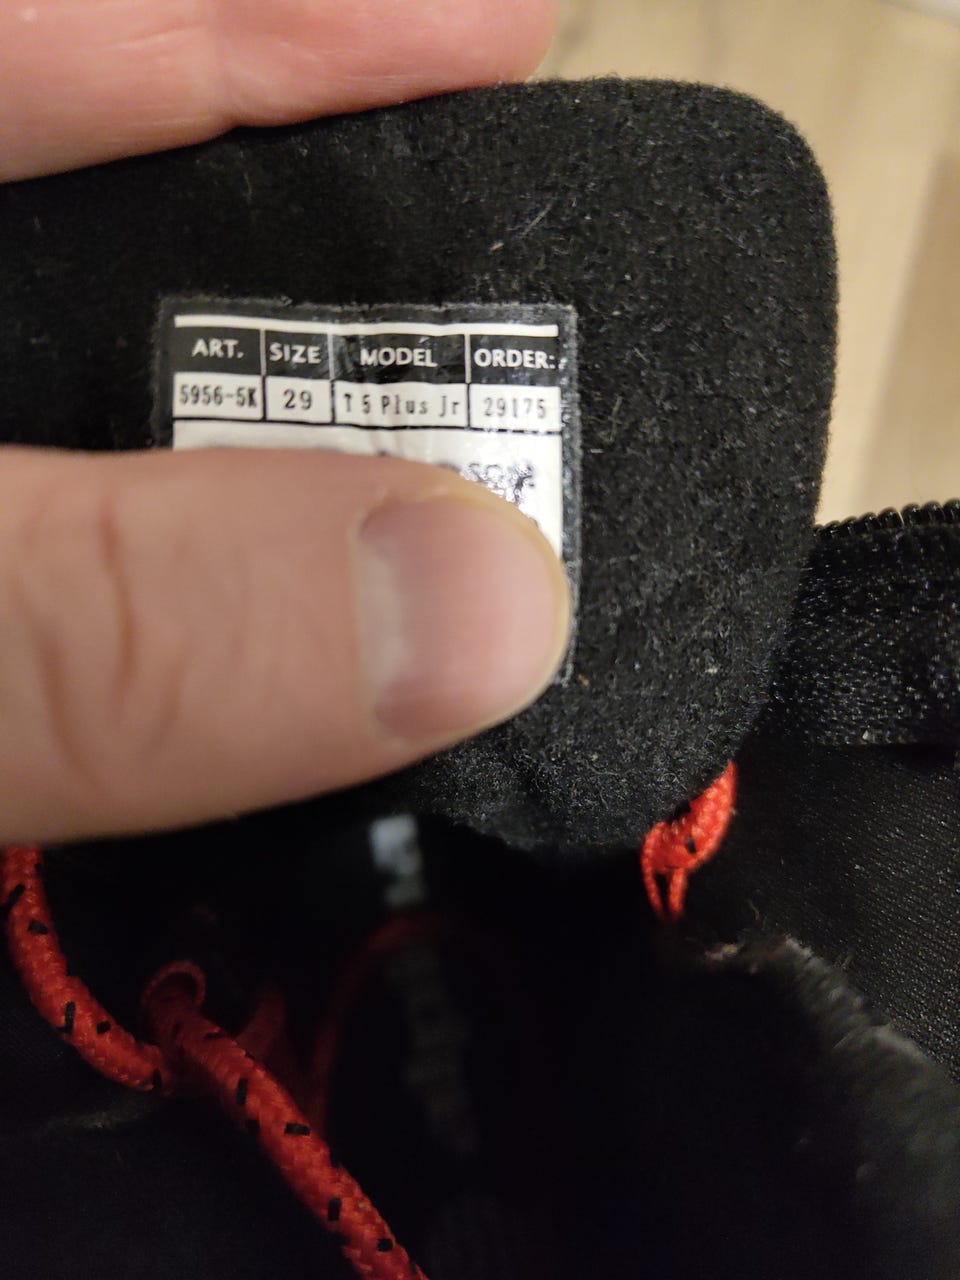 ART. SIZE MODEL ORDER:
5956-5K 29 T 5 Plus Jr 29175